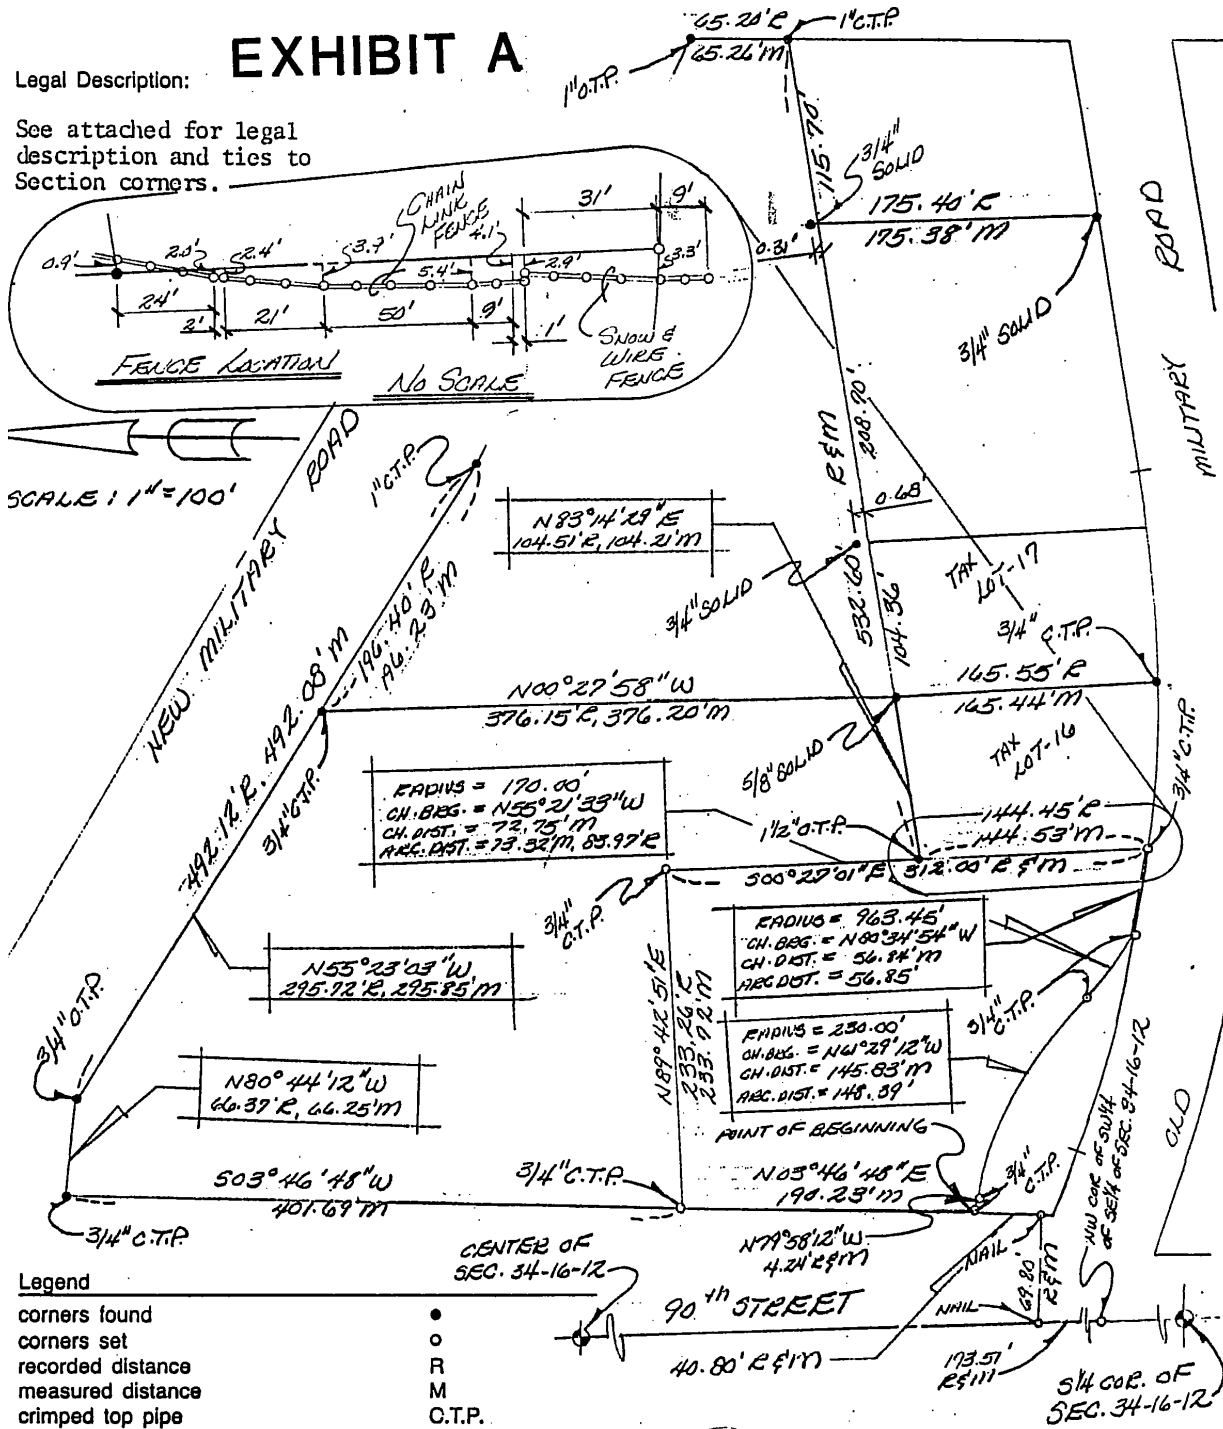 EXHIBIT A
Legal Description:
See attached for legal
description and ties to
Section corners.
65.20'R
65.26'M
1"C.T.P.
1"O.T.P.
115.70'
3/4"
SOLID
175.40'R
175.38'M
0.31'
3/4" SOLID
ROAD
MILITARY
OLD
CHAIN
LINK
FENCE
31'
9'
0.9'
2.0'
2.4'
3.7'
4.1'
5.4'
2.9'
3.3'
24'
2'
21'
50'
9'
1'
SNOW &
WIRE
FENCE
FENCE LOCATION
NO SCALE
SCALE: 1"=100'
NEW MILITARY ROAD
1"C.T.P.
N83°14'29"E
104.51'R, 104.21'M
R&M
208.90'
0.68'
532.60'
104.36'
3/4" SOLID
TAX
LOT-17
3/4"
C.T.P.
196.40'R
492.12'R, 492.08'M
N00°27'58"W
376.15'R, 376.20'M
165.55'R
165.44'M
3/4"C.T.P.
5/8" SOLID
TAX
LOT-16
3/4"C.T.P.
RADIUS = 170.00'
CH. BRG. = N55°21'33"W
CH. DIST. = 72.75'M
ARC. DIST. = 73.32'M, 83.97'R
1 1/2"O.T.P.
144.45'R
144.53'M
S00°27'01"E 312.00'R&M
3/4"
C.T.P.
RADIUS = 963.45'
CH. BRG. = N80°34'54"W
CH. DIST. = 56.84'M
ARC DIST. = 56.85'
N55°23'03"W
295.72'R, 295.85'M
N89°42'51"E
233.26'R
233.02'M
3/4"C.T.P.
3/4"O.T.P.
RADIUS = 230.00'
CH. BRG. = N61°29'12"W
CH. DIST. = 145.83'M
ARC. DIST. = 148.39'
N80°44'12"W
66.37'R, 66.25'M
POINT OF BEGINNING
S03°46'48"W
401.69'M
3/4"C.T.P.
N03°46'48"E
190.23'M
3/4"
C.T.P.
NW COR OF SW1/4
OF SE1/4 OF SEC. 34-16-12
3/4"C.T.P.
N79°58'12"W
4.24'R&M
NAIL
69.80'
R&M
CENTER OF
SEC. 34-16-12
90th STREET
NAIL
40.80'R&M
173.51'
R&M
S1/4 COR. OF
SEC. 34-16-12
Legend
corners found ●
corners set o
recorded distance R
measured distance M
crimped top pipe C.T.P.